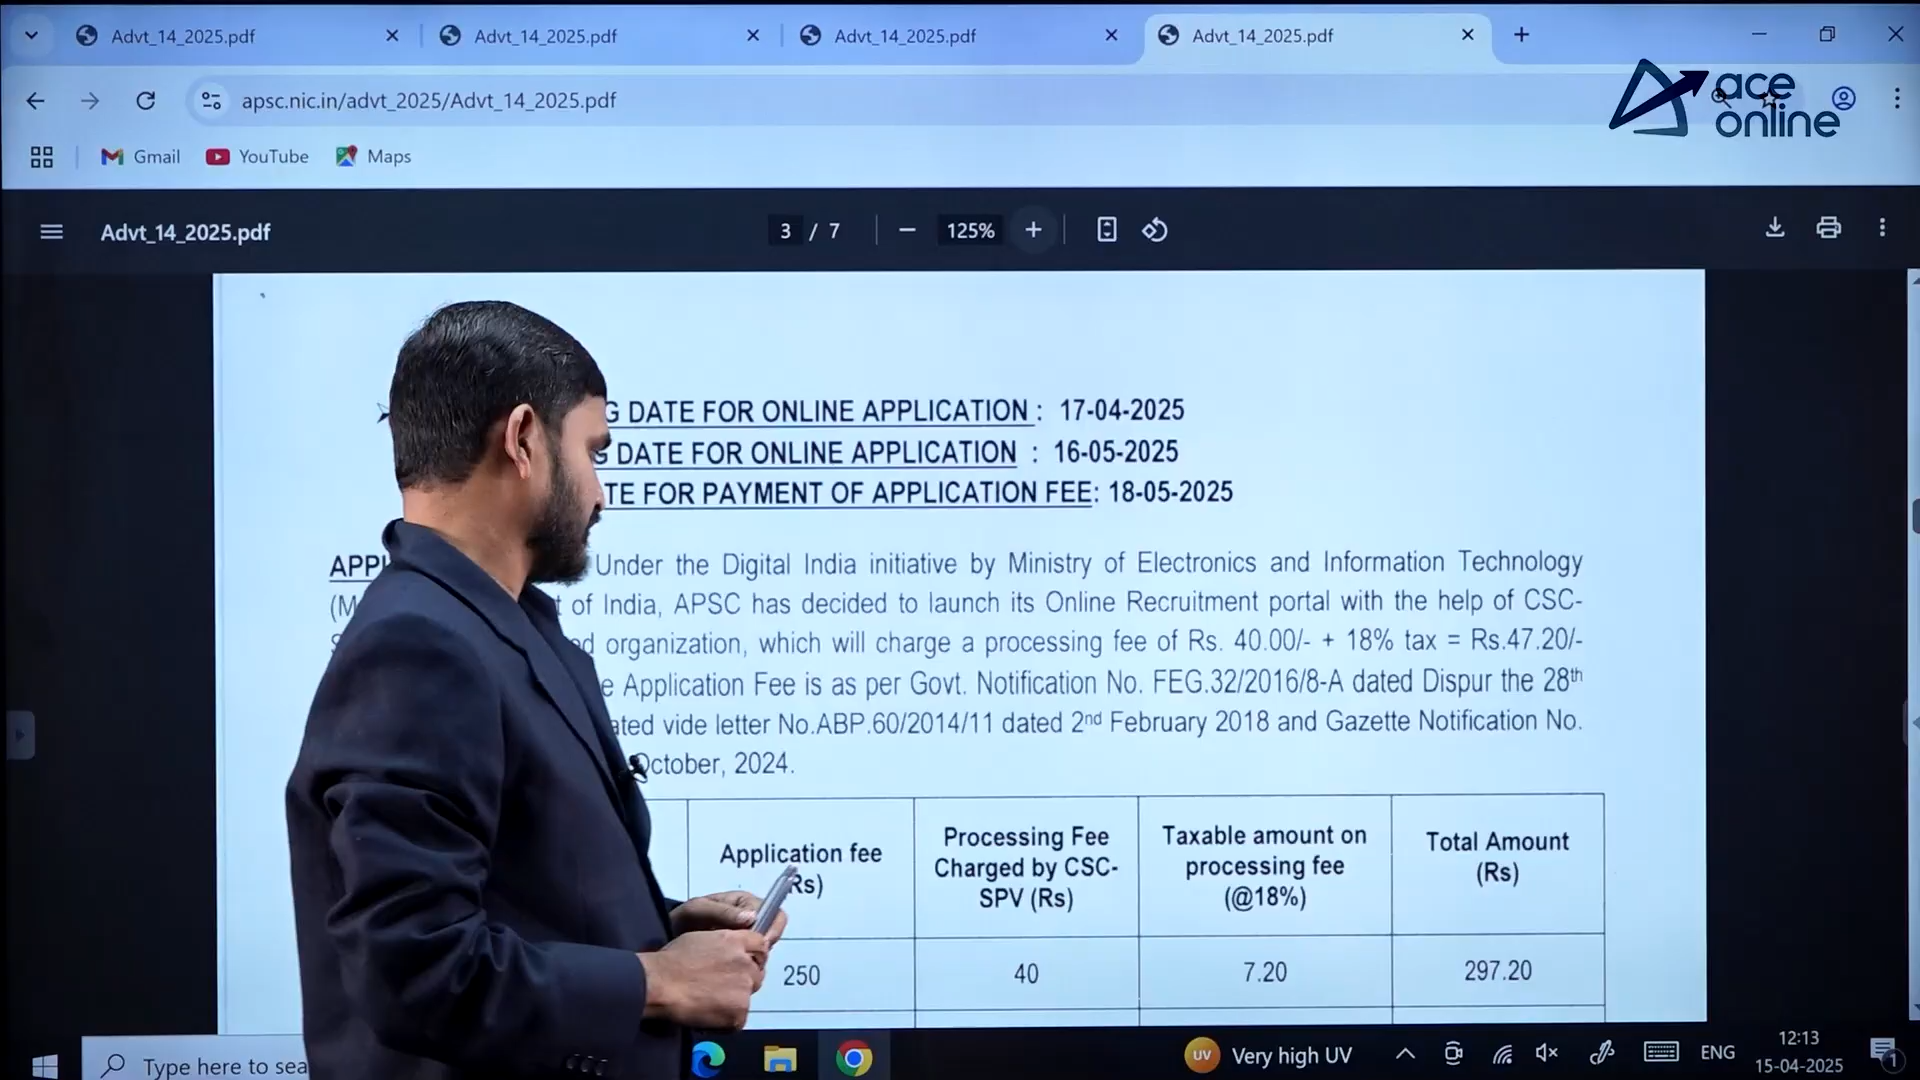 Advt_14_2025.pdf
Advt_14_2025.pdf
Advt_14_2025.pdf
Advt_14_2025.pdf
apsc.nic.in/advt_2025/Advt_14_2025.pdf
ace
online
Gmail
YouTube
Maps
Advt_14_2025.pdf
3 / 7
125%
G DATE FOR ONLINE APPLICATION : 17-04-2025
G DATE FOR ONLINE APPLICATION : 16-05-2025
TE FOR PAYMENT OF APPLICATION FEE: 18-05-2025
Under the Digital India initiative by Ministry of Electronics and Information Technology
of India, APSC has decided to launch its Online Recruitment portal with the help of CSC-
organization, which will charge a processing fee of Rs. 40.00/- + 18% tax = Rs.47.20/-
e Application Fee is as per Govt. Notification No. FEG.32/2016/8-A dated Dispur the 28th
ated vide letter No.ABP.60/2014/11 dated 2nd February 2018 and Gazette Notification No.
October, 2024.
Application fee
Rs)
Processing Fee
Charged by CSC-
SPV (Rs)
Taxable amount on
processing fee
(@18%)
Total Amount
(Rs)
250
40
7.20
297.20
Type here to sea
UV
Very high UV
ENG
12:13
15-04-2025
1